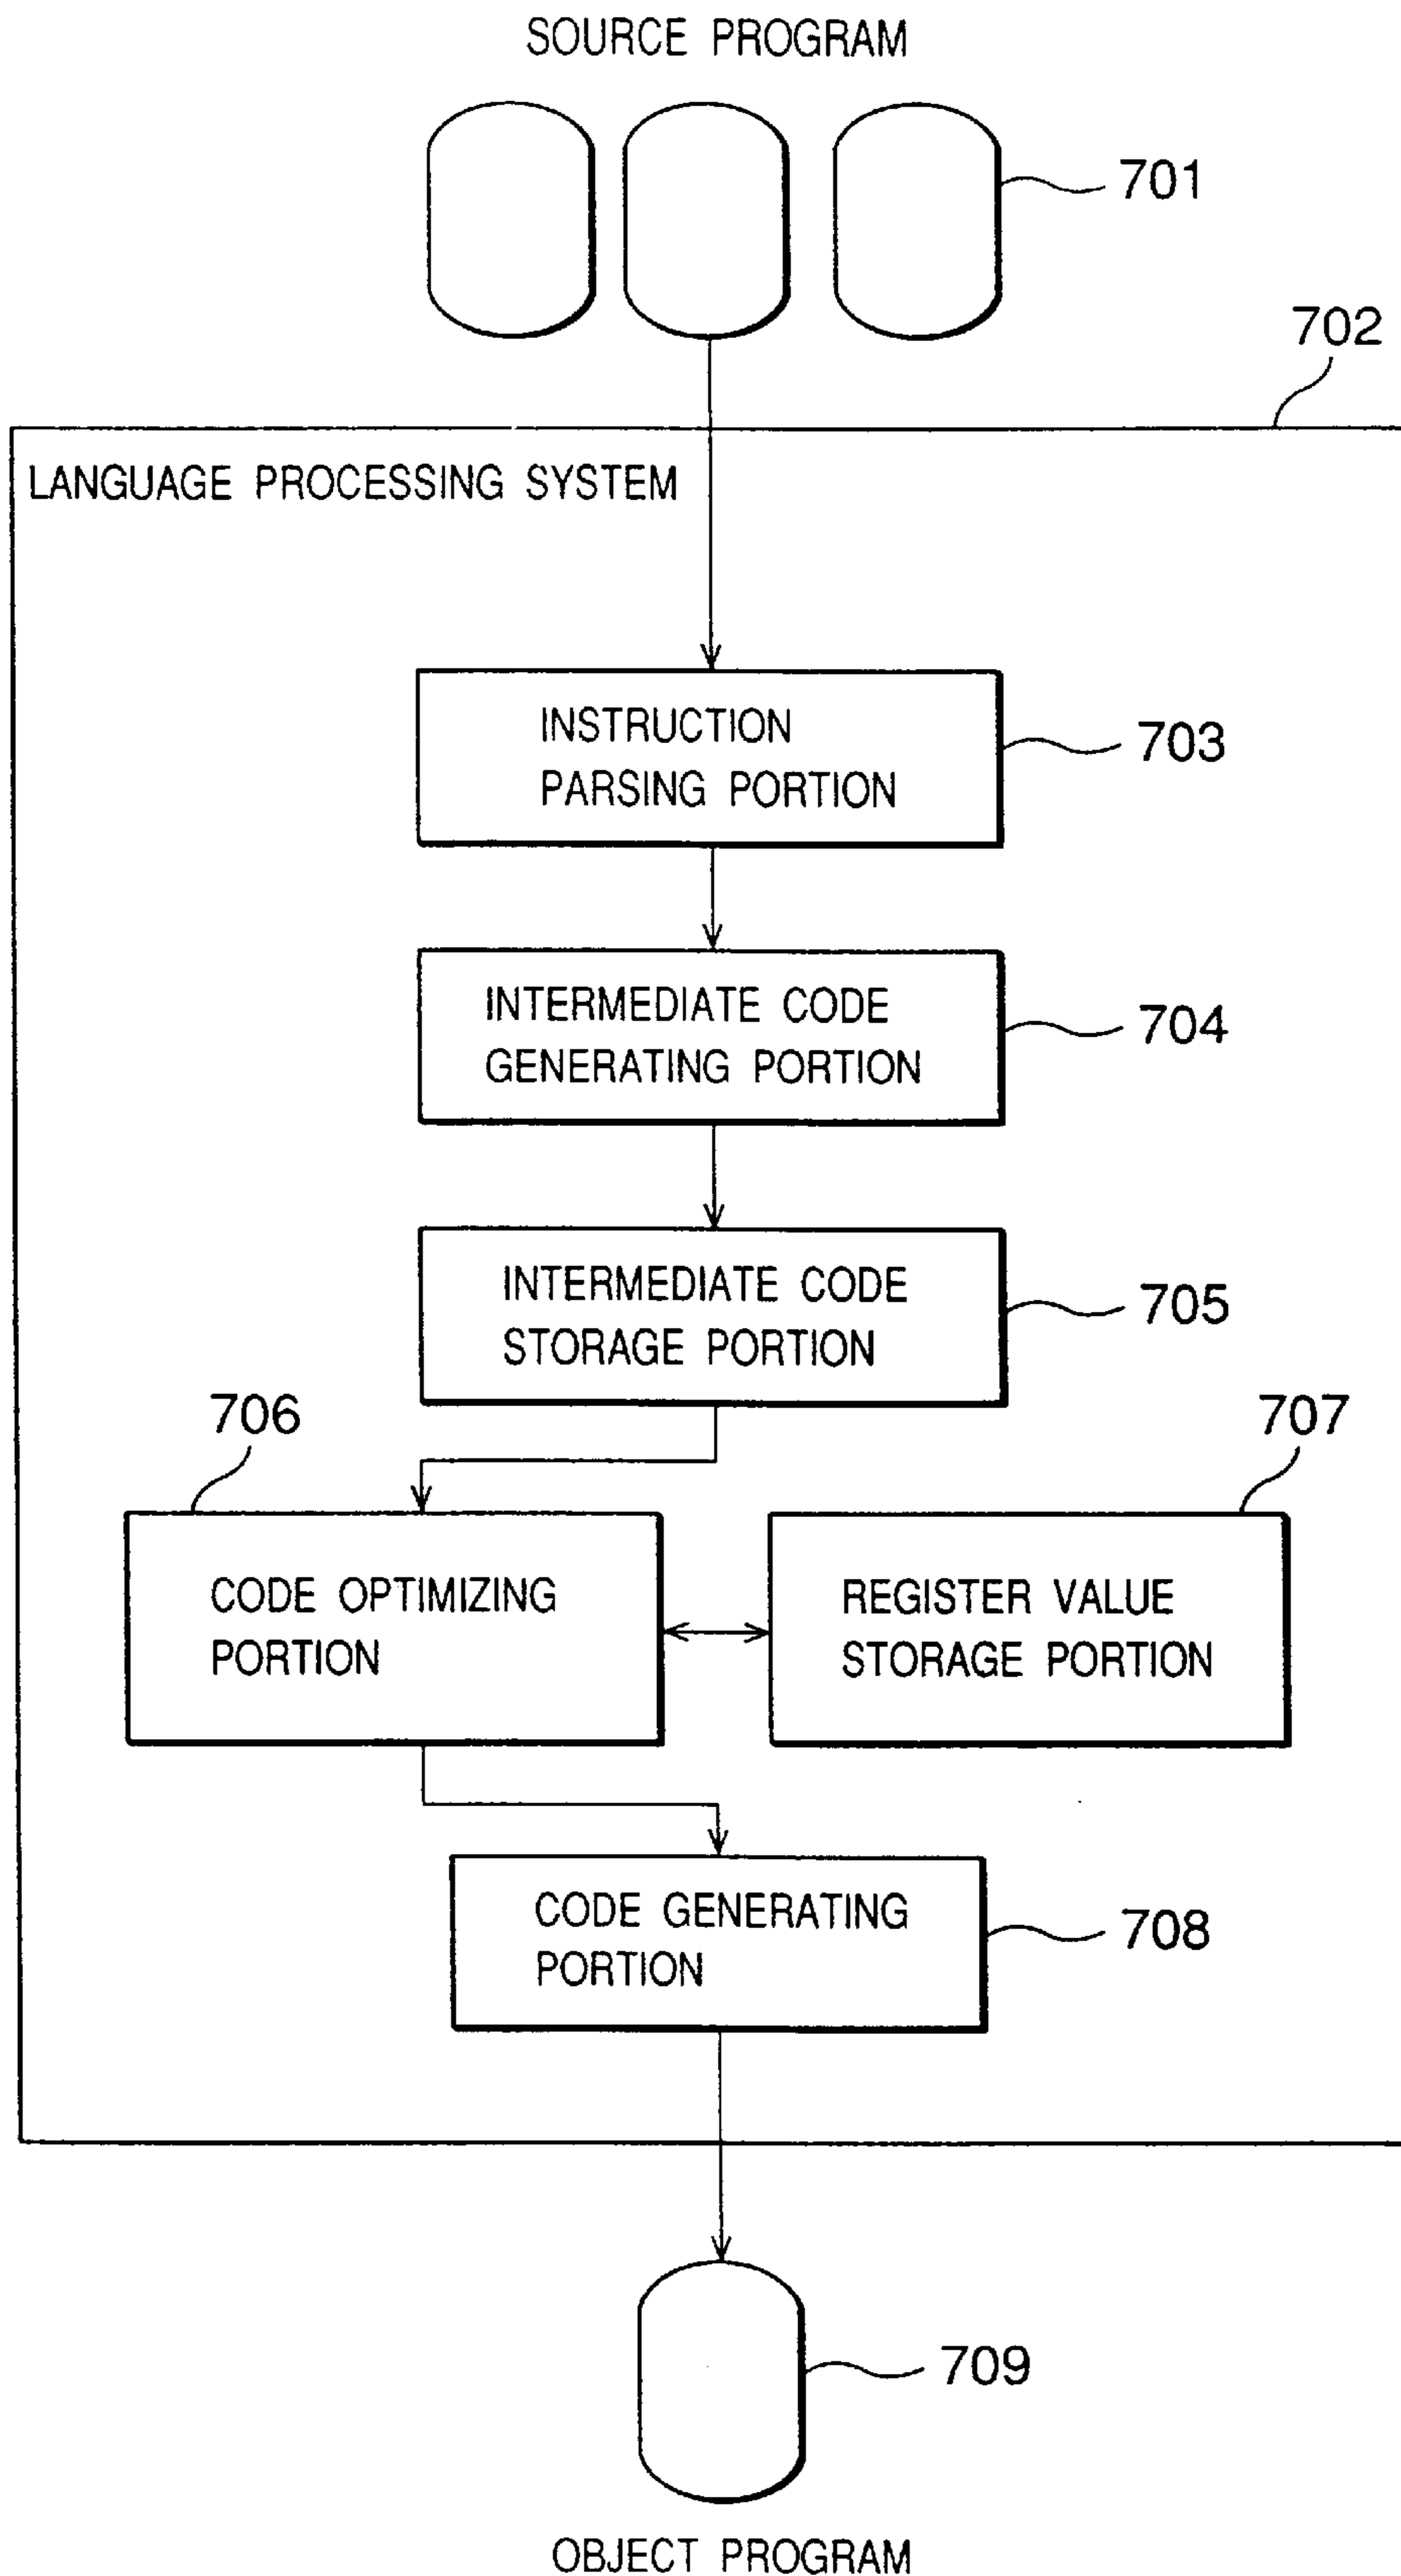 SOURCE PROGRAM
701
702
LANGUAGE PROCESSING SYSTEM
INSTRUCTION
PARSING PORTION
703
INTERMEDIATE CODE
GENERATING PORTION
704
INTERMEDIATE CODE
STORAGE PORTION
705
706
707
CODE OPTIMIZING
PORTION
REGISTER VALUE
STORAGE PORTION
CODE GENERATING
PORTION
708
709
OBJECT PROGRAM